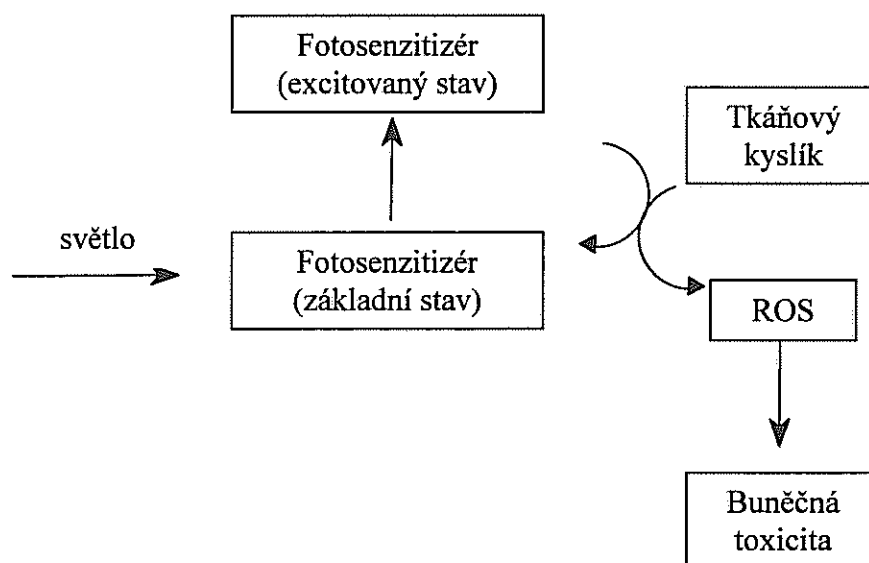 Fotosenzitizér
(excitovaný stav)
Tkáňový
kyslík
světlo
Fotosenzitizér
(základní stav)
ROS
Buněčná
toxicita